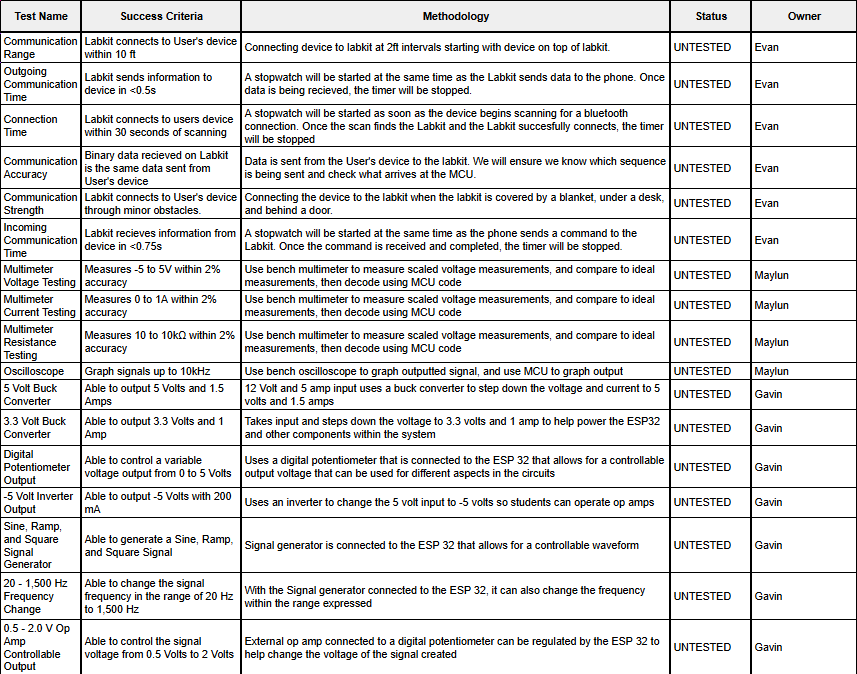 Test Name Success Criteria Methodology Status Owner
Communication Range
Labkit connects to User's device within 10 ft
Connecting device to labkit at 2ft intervals starting with device on top of labkit.
UNTESTED
Evan
Outgoing Communication Time
Labkit sends information to device in <0.5s
A stopwatch will be started at the same time as the Labkit sends data to the phone. Once data is being recieved, the timer will be stopped.
UNTESTED
Evan
Connection Time
Labkit connects to users device within 30 seconds of scanning
A stopwatch will be started as soon as the device begins scanning for a bluetooth connection. Once the scan finds the Labkit and the Labkit succesfully connects, the timer will be stopped
UNTESTED
Evan
Communication Accuracy
Binary data recieved on Labkit is the same data sent from User's device
Data is sent from the User's device to the labkit. We will ensure we know which sequence is being sent and check what arrives at the MCU.
UNTESTED
Evan
Communication Strength
Labkit connects to User's device through minor obstacles.
Connecting the device to the labkit when the labkit is covered by a blanket, under a desk, and behind a door.
UNTESTED
Evan
Incoming Communication Time
Labkit recieves information from device in <0.75s
A stopwatch will be started at the same time as the phone sends a command to the Labkit. Once the command is received and completed, the timer will be stopped.
UNTESTED
Evan
Multimeter Voltage Testing
Measures -5 to 5V within 2% accuracy
Use bench multimeter to measure scaled voltage measurements, and compare to ideal measurements, then decode using MCU code
UNTESTED
Maylun
Multimeter Current Testing
Measures 0 to 1A within 2% accuracy
Use bench multimeter to measure scaled voltage measurements, and compare to ideal measurements, then decode using MCU code
UNTESTED
Maylun
Multimeter Resistance Testing
Measures 10 to 10kΩ within 2% accuracy
Use bench multimeter to measure scaled voltage measurements, and compare to ideal measurements, then decode using MCU code
UNTESTED
Maylun
Oscilloscope
Graph signals up to 10kHz
Use bench oscilloscope to graph outputted signal, and use MCU to graph output
UNTESTED
Maylun
5 Volt Buck Converter
Able to output 5 Volts and 1.5 Amps
12 Volt and 5 amp input uses a buck converter to step down the voltage and current to 5 volts and 1.5 amps
UNTESTED
Gavin
3.3 Volt Buck Converter
Able to output 3.3 Volts and 1 Amp
Takes input and steps down the voltage to 3.3 volts and 1 amp to help power the ESP32 and other components within the system
UNTESTED
Gavin
Digital Potentiometer Output
Able to control a variable voltage output from 0 to 5 Volts
Uses a digital potentiometer that is connected to the ESP 32 that allows for a controllable output voltage that can be used for different aspects in the circuits
UNTESTED
Gavin
-5 Volt Inverter Output
Able to output -5 Volts with 200 mA
Uses an inverter to change the 5 volt input to -5 volts so students can operate op amps
UNTESTED
Gavin
Sine, Ramp, and Square Signal Generator
Able to generate a Sine, Ramp, and Square Signal
Signal generator is connected to the ESP 32 that allows for a controllable waveform
UNTESTED
Gavin
20 - 1,500 Hz Frequency Change
Able to change the signal frequency in the range of 20 Hz to 1,500 Hz
With the Signal generator connected to the ESP 32, it can also change the frequency within the range expressed
UNTESTED
Gavin
0.5 - 2.0 V Op Amp Controllable Output
Able to control the signal voltage from 0.5 Volts to 2 Volts
External op amp connected to a digital potentiometer can be regulated by the ESP 32 to help change the voltage of the signal created
UNTESTED
Gavin